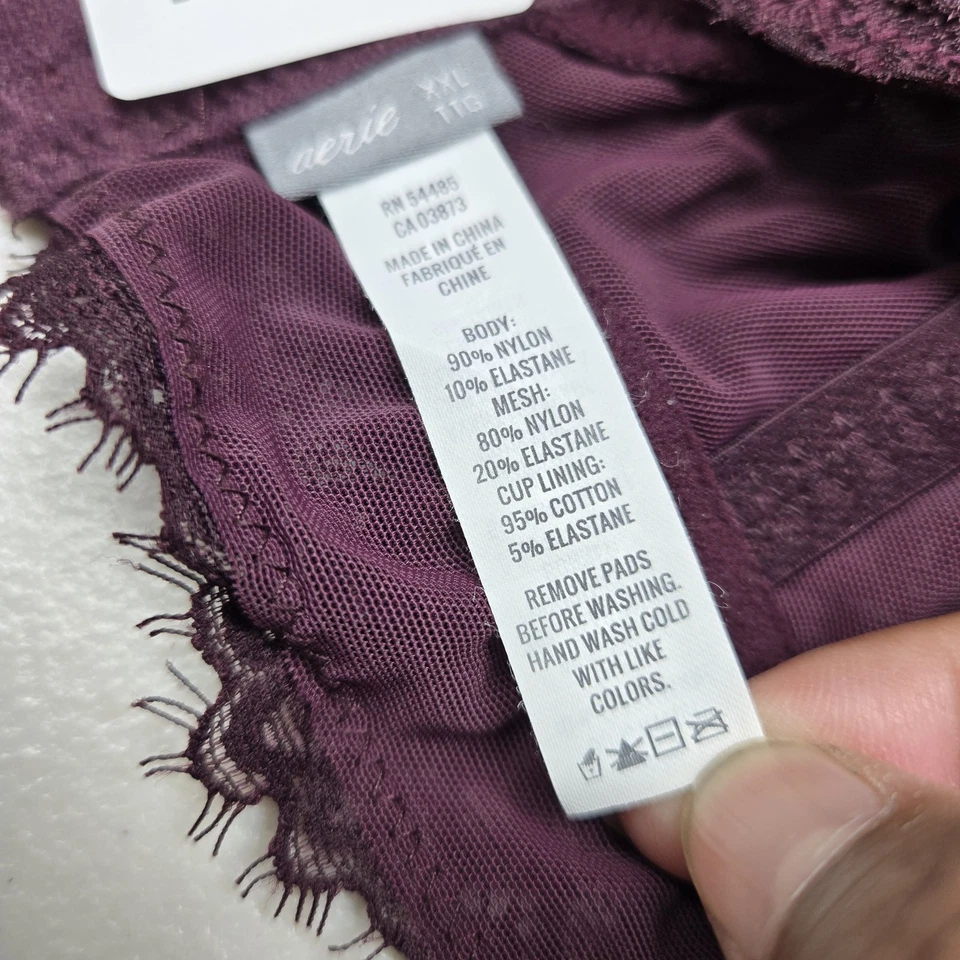 aerie
XXL
TTG
RN 54485
CA 03873
MADE IN CHINA
FABRIQUÉ EN
CHINE
BODY:
90% NYLON
10% ELASTANE
MESH:
80% NYLON
20% ELASTANE
CUP LINING:
95% COTTON
5% ELASTANE
REMOVE PADS
BEFORE WASHING.
HAND WASH COLD
WITH LIKE
COLORS.